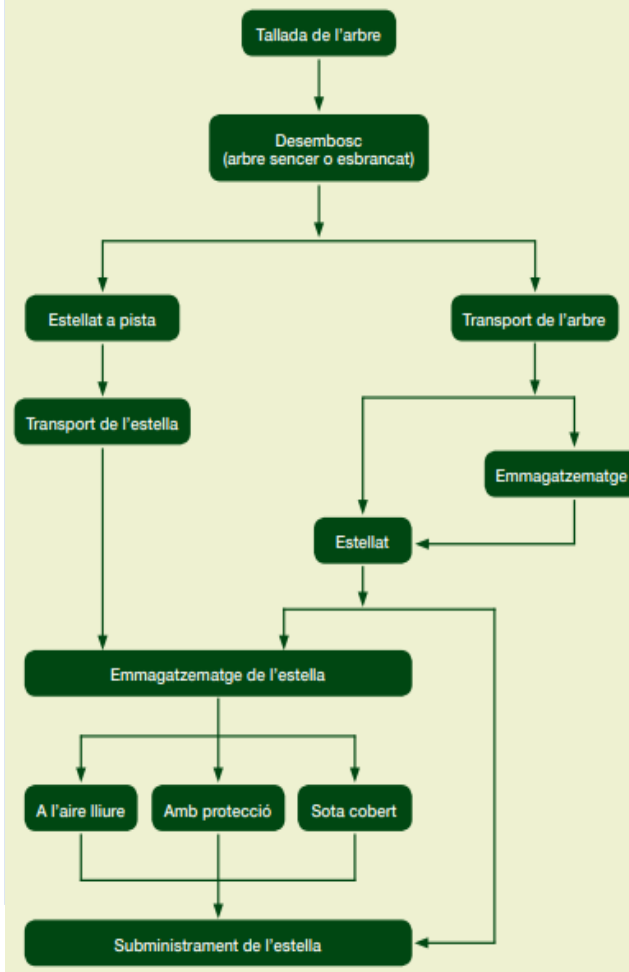 Tallada de l'arbre
Desembosc
(arbre sencer o esbrancat)
Estellat a pista
Transport de l'arbre
Transport de l'estella
Emmagatzematge
Estellat
Emmagatzematge de l'estella
A l'aire lliure
Amb protecció
Sota cobert
Subministrament de l'estella